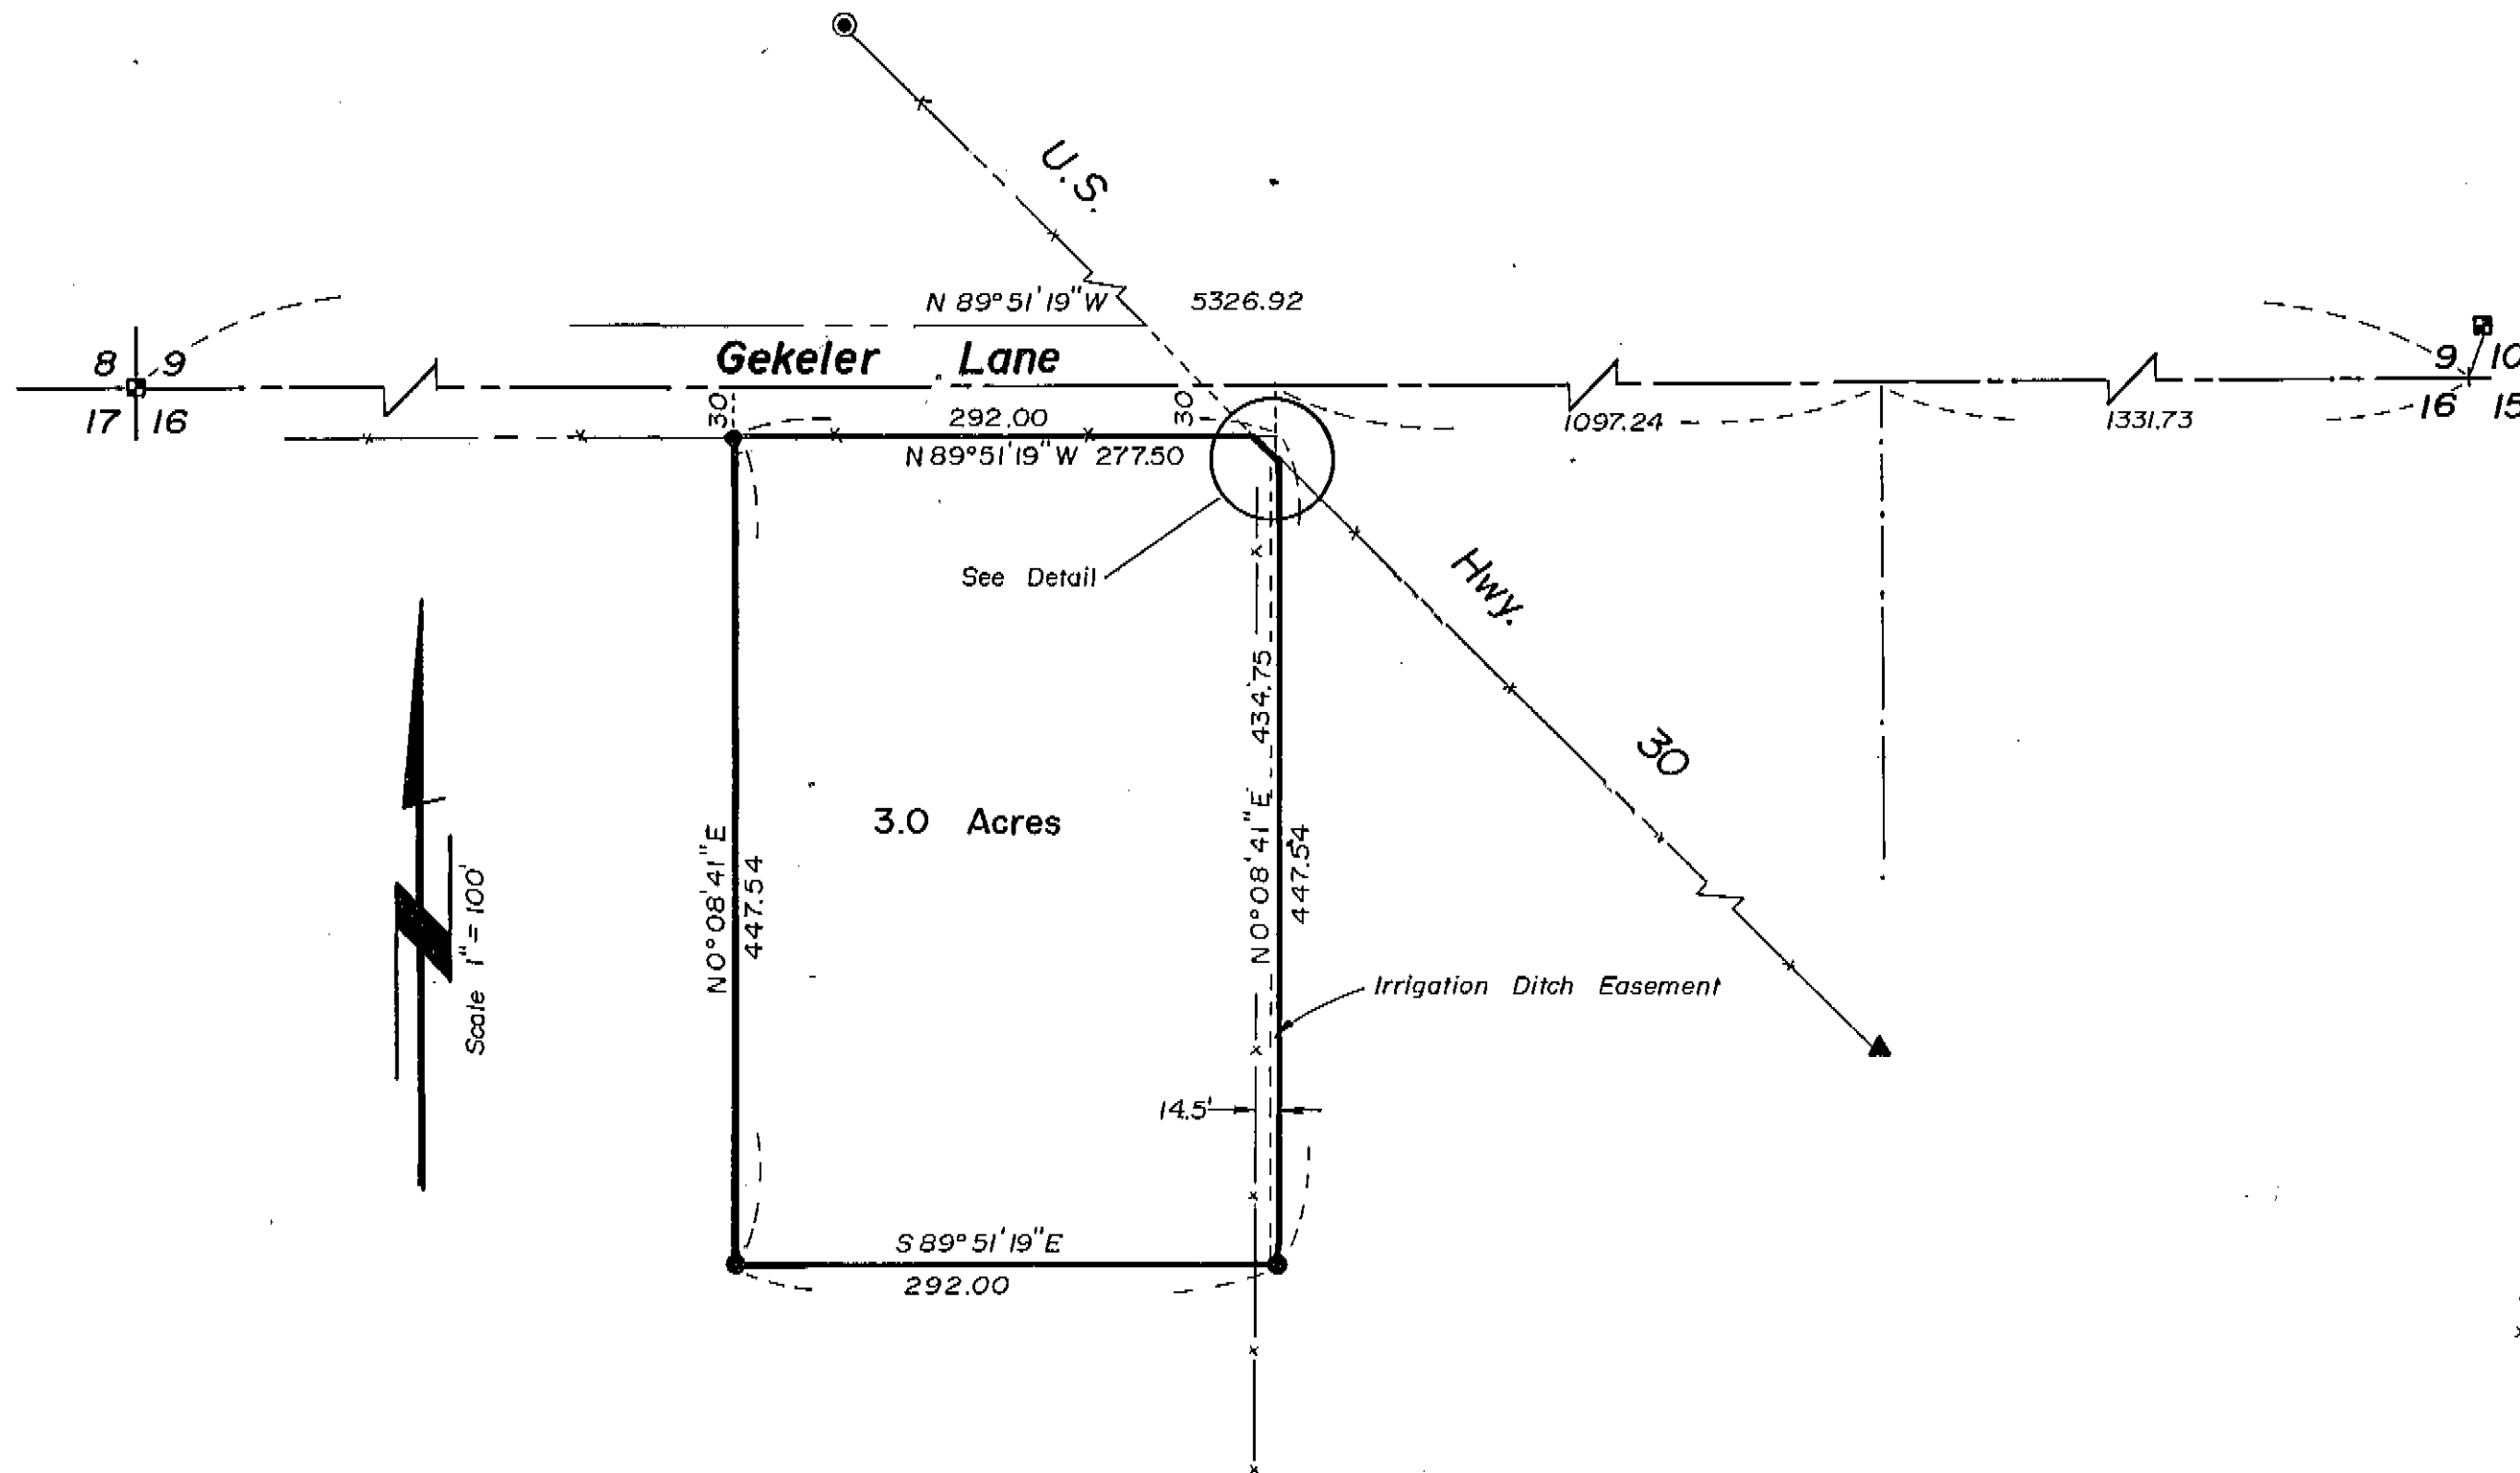 U.S.
N 89°51'19"W 5326.92
8 9
Gekeler Lane
9 10
17 16
30
292.00
30
1097.24
1331.73
16 15
N 89°51'19"W 277.50
See Detail
Hwy.
30
3.0 Acres
N0°08'41"E
447.54
N0°08'41"E 434.75
447.54
Scale 1"=100'
Irrigation Ditch Easement
14.5'
S 89°51'19"E
292.00